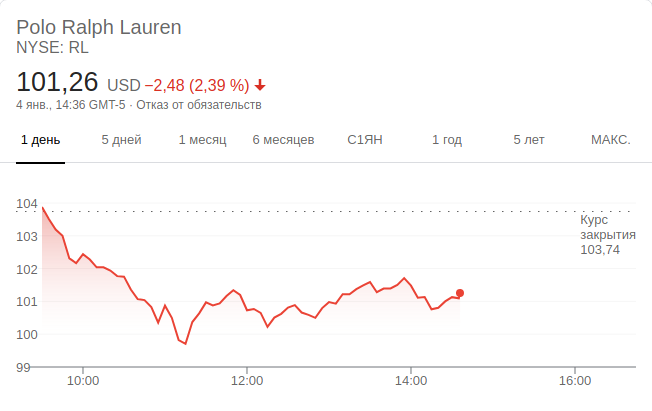 Polo Ralph Lauren
NYSE: RL
101,26 USD −2,48 (2,39 %)
4 янв., 14:36 GMT-5 · Отказ от обязательств
1 день 5 дней 1 месяц 6 месяцев С1ЯН 1 год 5 лет МАКС.
104
Курс
закрытия
103,74
103
102
101
100
99
10:00 12:00 14:00 16:00